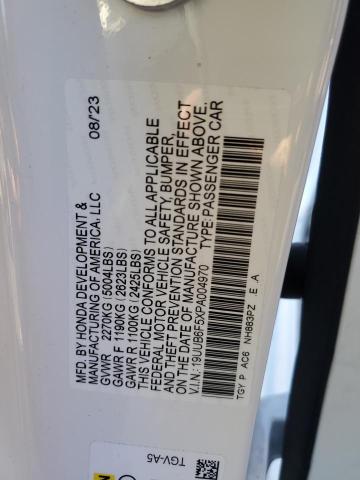 MFD. BY HONDA DEVELOPMENT & 08/23
MANUFACTURING OF AMERICA, LLC
GVWR 2270KG (5004LBS)
GAWR F 1190KG (2623LBS)
GAWR R 1100KG (2425LBS)
THIS VEHICLE CONFORMS TO ALL APPLICABLE
FEDERAL MOTOR VEHICLE SAFETY, BUMPER,
AND THEFT PREVENTION STANDARDS IN EFFECT
ON THE DATE OF MANUFACTURE SHOWN ABOVE.
V.I.N.: 19UUB6F5XPA004970 TYPE: PASSENGER CAR
TGY P AC6 NH883PZ .E .A
TGV-A5